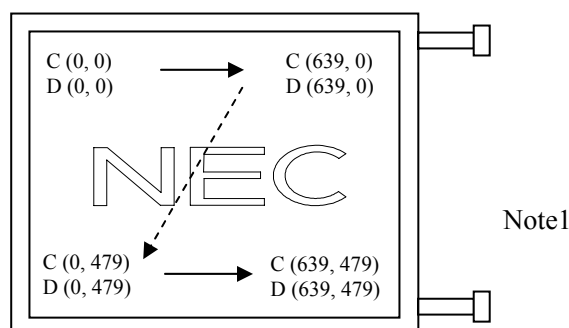 C (0, 0)
D (0, 0)
C (639, 0)
D (639, 0)
NEC
Note1
C (0, 479)
D (0, 479)
C (639, 479)
D (639, 479)